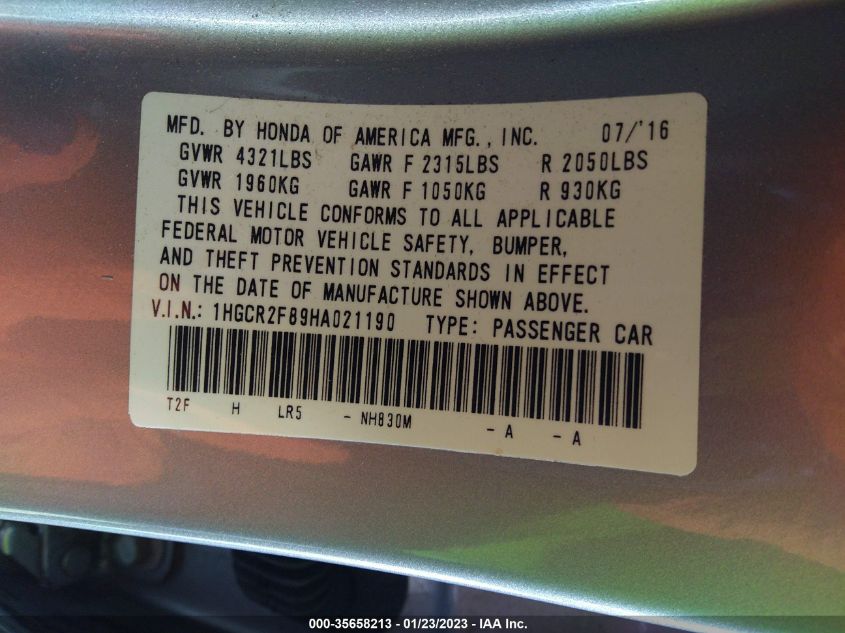 MFD. BY HONDA OF AMERICA MFG., INC. 07/'16
GVWR 4321LBS GAWR F 2315LBS R 2050LBS
GVWR 1960KG GAWR F 1050KG R 930KG
THIS VEHICLE CONFORMS TO ALL APPLICABLE
FEDERAL MOTOR VEHICLE SAFETY, BUMPER,
AND THEFT PREVENTION STANDARDS IN EFFECT
ON THE DATE OF MANUFACTURE SHOWN ABOVE.
V.I.N.: 1HGCR2F89HA021190 TYPE: PASSENGER CAR
T2F H LR5 - NH830M - A - A
000-35658213 - 01/23/2023 - IAA Inc.